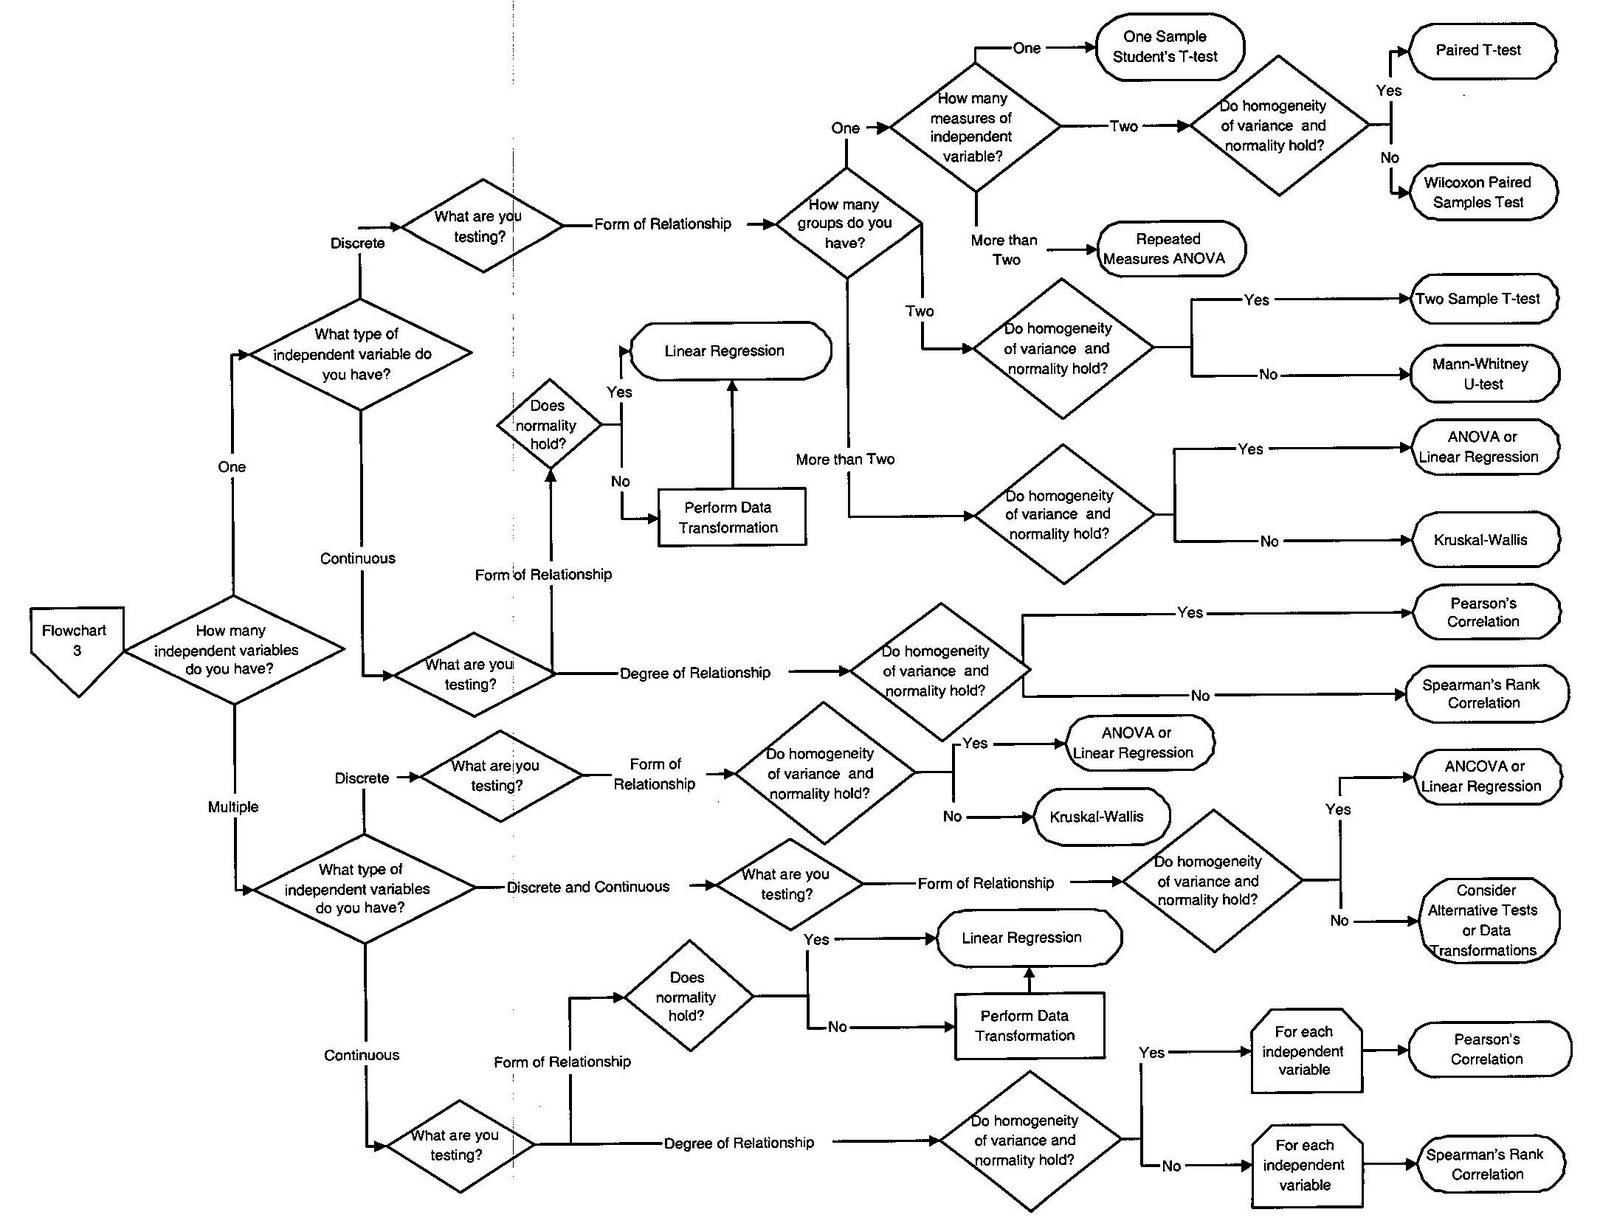 One Sample
Student's T-test
Paired T-test
One
How many
measures of
independent
variable?
Two
Do homogeneity
of variance and
normality hold?
Yes
No
Wilcoxon Paired
Samples Test
More than
Two
Repeated
Measures ANOVA
One
How many
groups do you
have?
What are you
testing?
Form of Relationship
Discrete
What type of
independent variable do
you have?
Two
Do homogeneity
of variance and
normality hold?
Yes
Two Sample T-test
No
Mann-Whitney
U-test
Linear Regression
Yes
Does
normality
hold?
No
Perform Data
Transformation
More than Two
Do homogeneity
of variance and
normality hold?
Yes
ANOVA or
Linear Regression
No
Kruskal-Wallis
One
Continuous
Form of Relationship
Flowchart
3
How many
independent variables
do you have?
What are you
testing?
Degree of Relationship
Do homogeneity
of variance and
normality hold?
Yes
Pearson's
Correlation
No
Spearman's Rank
Correlation
Multiple
Discrete
What are you
testing?
Form of
Relationship
Do homogeneity
of variance and
normality hold?
Yes
ANOVA or
Linear Regression
No
Kruskal-Wallis
What type of
independent variables
do you have?
Discrete and Continuous
What are you
testing?
Form of Relationship
Do homogeneity
of variance and
normality hold?
Yes
ANCOVA or
Linear Regression
No
Consider
Alternative Tests
or Data
Transformations
Continuous
Form of Relationship
Does
normality
hold?
Yes
Linear Regression
No
Perform Data
Transformation
What are you
testing?
Degree of Relationship
Do homogeneity
of variance and
normality hold?
Yes
For each
independent
variable
Pearson's
Correlation
No
For each
independent
variable
Spearman's Rank
Correlation